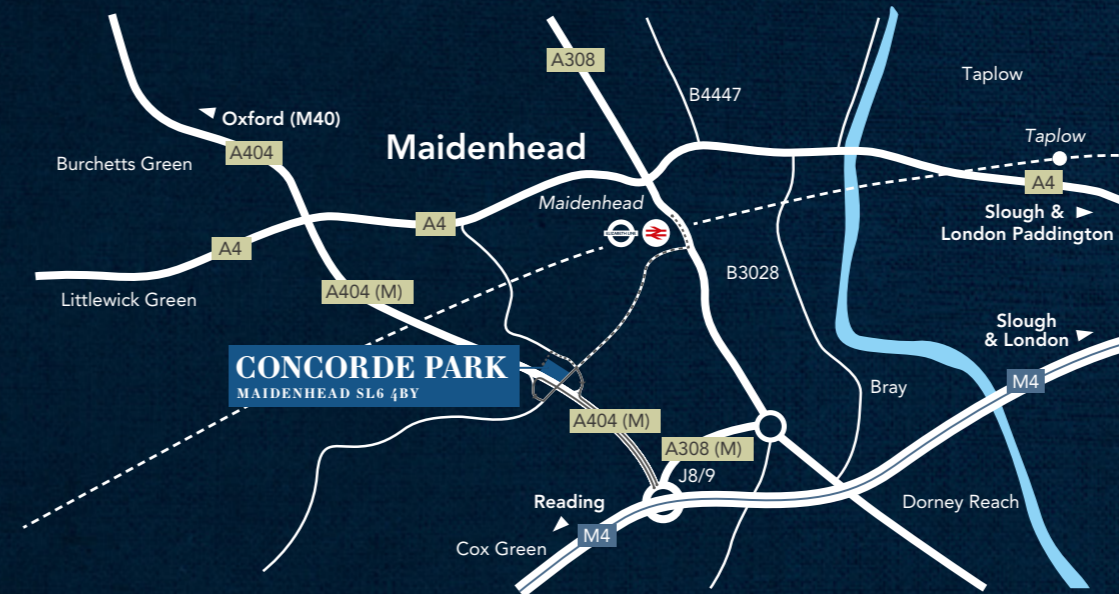 A308
Taplow
B4447
Oxford (M40)
Taplow
Maidenhead
A404
Burchetts Green
A4
Maidenhead
Slough &
London Paddington
A4
ELIZABETH LINE
A4
B3028
Littlewick Green
A404 (M)
Slough
& London
CONCORDE PARK
MAIDENHEAD SL6 4BY
M4
Bray
A404 (M)
A308 (M)
J8/9
Reading
Dorney Reach
M4
Cox Green